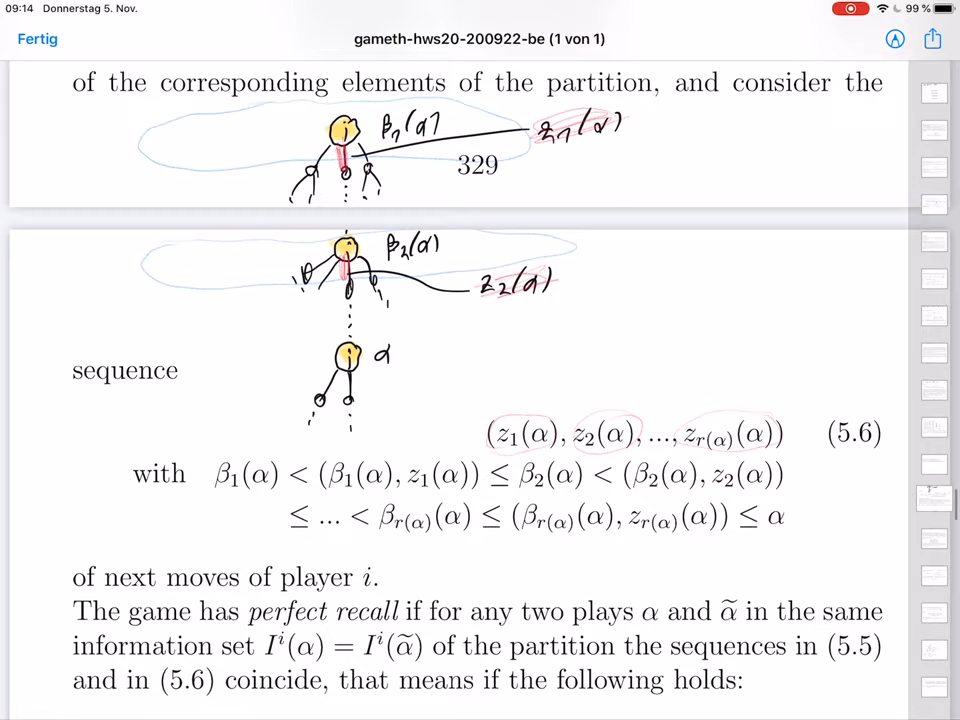 09:14 Donnerstag 5. Nov.
99 %
Fertig
gameth-hws20-200922-be (1 von 1)
of the corresponding elements of the partition, and consider the
i β₁(α) z₁(α)
329
i β₂(α)
z₂(α)
i α
sequence
(z₁(α), z₂(α), ..., z_{r(α)}(α)) (5.6)
with β₁(α) < (β₁(α), z₁(α)) ≤ β₂(α) < (β₂(α), z₂(α))
≤ ... < β_{r(α)}(α) ≤ (β_{r(α)}(α), z_{r(α)}(α)) ≤ α
of next moves of player i.
The game has perfect recall if for any two plays α and α̃ in the same
information set Iⁱ(α) = Iⁱ(α̃) of the partition the sequences in (5.5)
and in (5.6) coincide, that means if the following holds: